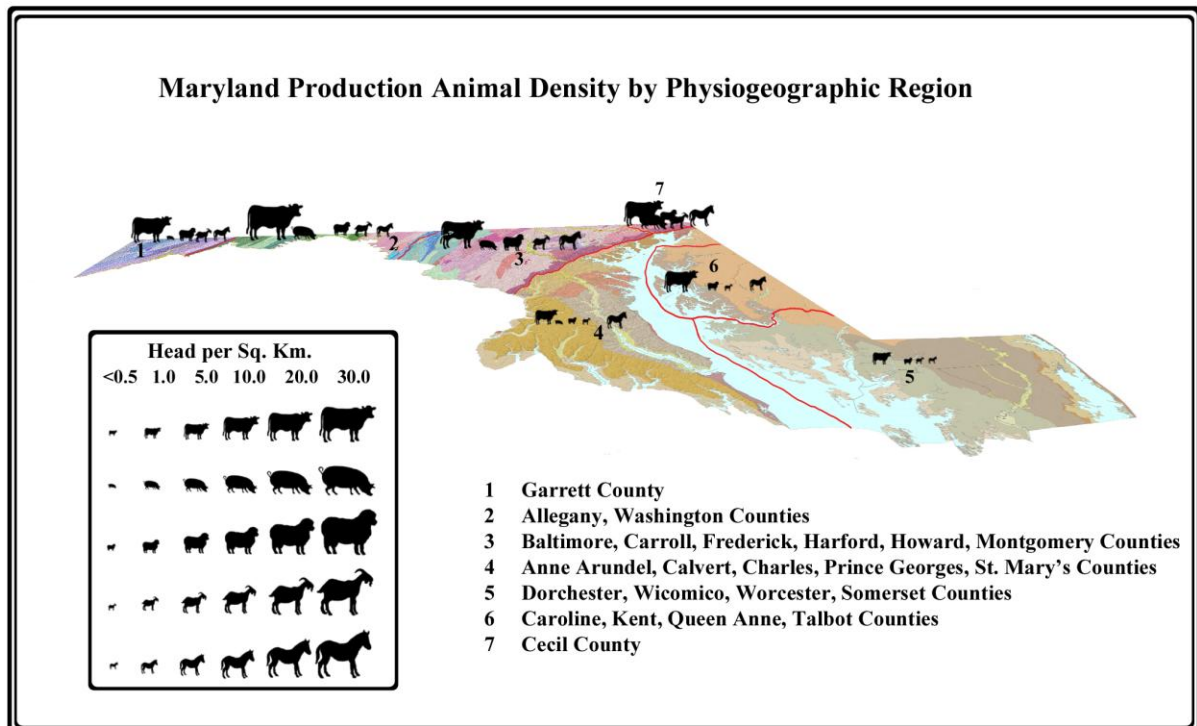 Maryland Production Animal Density by Physiogeographic Region
7
1
2
3
6
4
5
Head per Sq. Km.
<0.5 1.0 5.0 10.0 20.0 30.0
1 Garrett County
2 Allegany, Washington Counties
3 Baltimore, Carroll, Frederick, Harford, Howard, Montgomery Counties
4 Anne Arundel, Calvert, Charles, Prince Georges, St. Mary’s Counties
5 Dorchester, Wicomico, Worcester, Somerset Counties
6 Caroline, Kent, Queen Anne, Talbot Counties
7 Cecil County